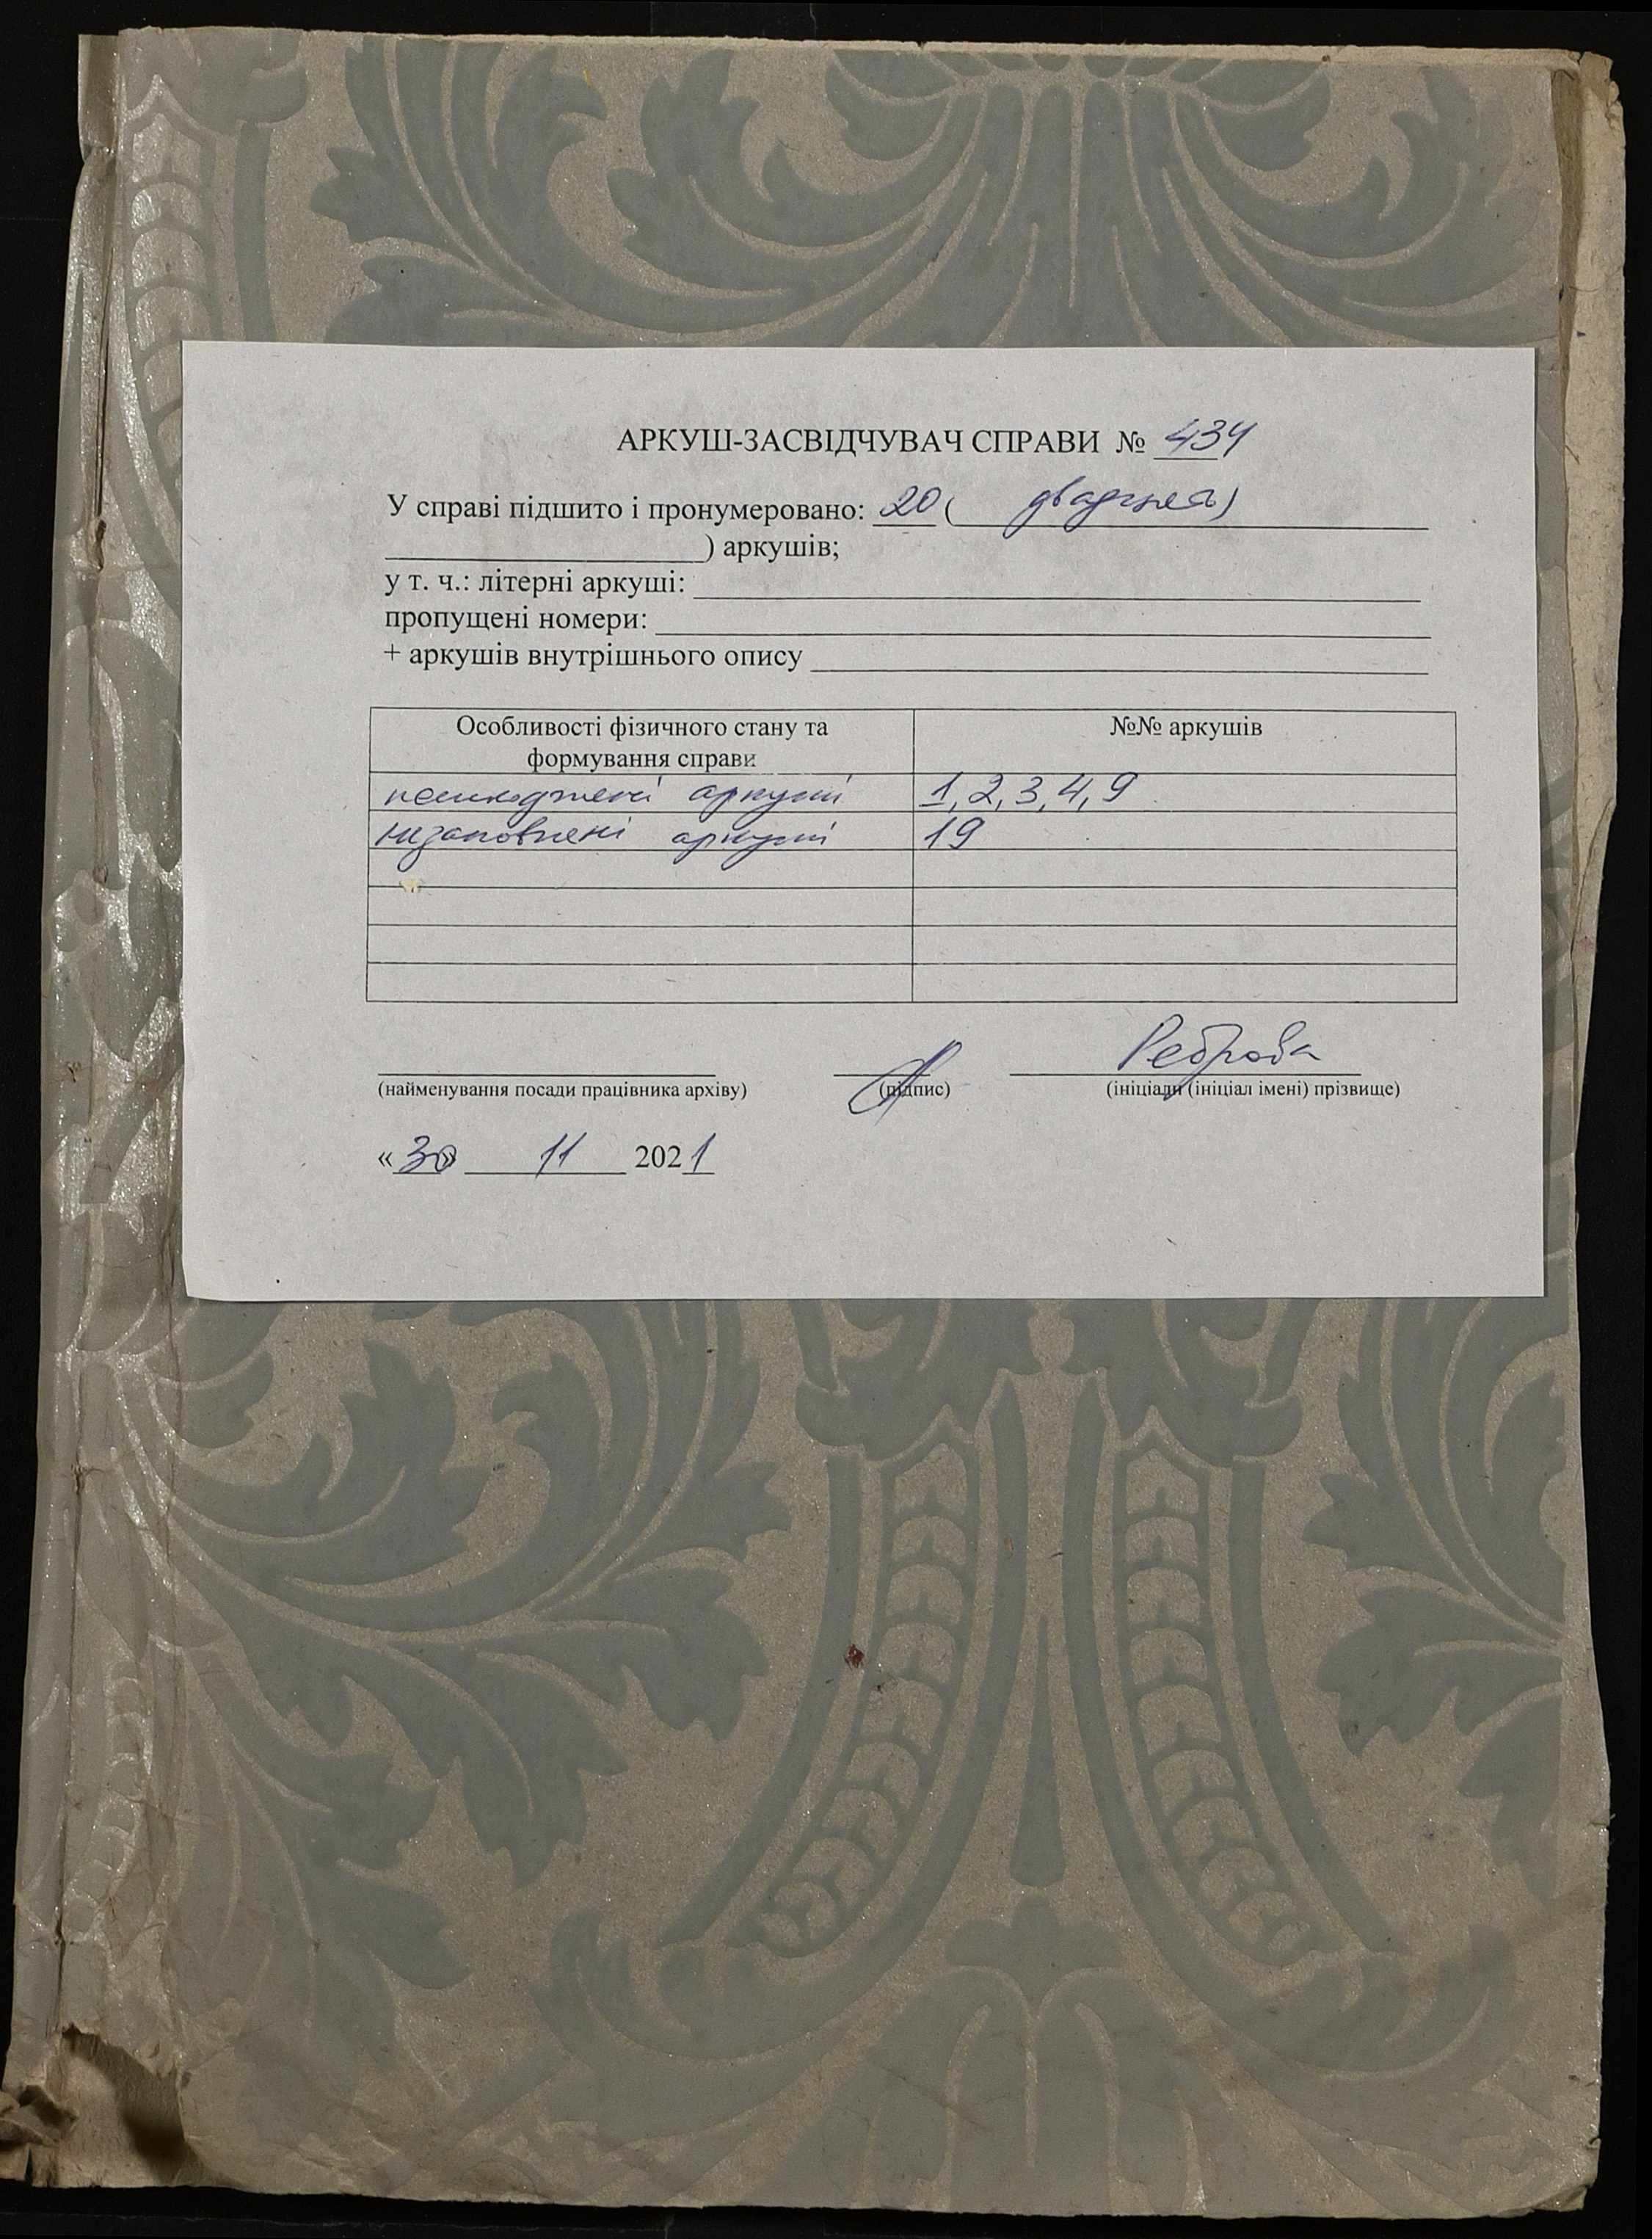 АРКУШ-ЗАСВІДЧУВАЧ СПРАВИ № 434
У справі підшито і пронумеровано: 20 ( двадцять)
) аркушів;
у т. ч.: літерні аркуші:
пропущені номери:
+ аркушів внутрішнього опису
Особливості фізичного стану та №№ аркушів
формування справи
пошкоджені аркуші 1, 2, 3, 4, 9
незаповнені аркуші 19
Реброва
(найменування посади працівника архіву) (підпис) (ініціали (ініціал імені) прізвище)
«30» 11 2021